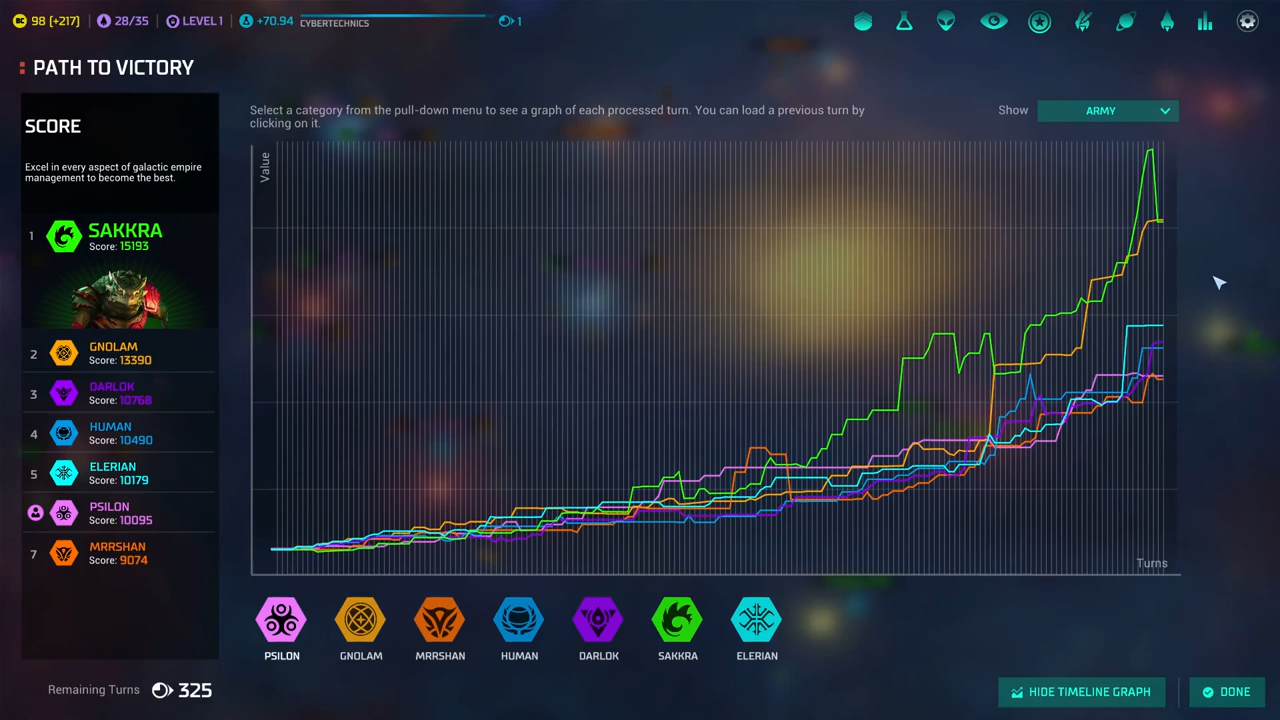 98 (+217)
28/35
LEVEL 1
+70.94
CYBERTECHNICS
1
PATH TO VICTORY
SCORE
Excel in every aspect of galactic empire
management to become the best.
1
SAKKRA
Score: 15193
2
GNOLAM
Score: 13390
3
DARLOK
Score: 10768
4
HUMAN
Score: 10490
5
ELERIAN
Score: 10179
PSILON
Score: 10095
7
MRRSHAN
Score: 9074
Remaining Turns
325
Select a category from the pull-down menu to see a graph of each processed turn. You can load a previous turn by
clicking on it.
Show
ARMY
Value
Turns
PSILON
GNOLAM
MRRSHAN
HUMAN
DARLOK
SAKKRA
ELERIAN
HIDE TIMELINE GRAPH
DONE